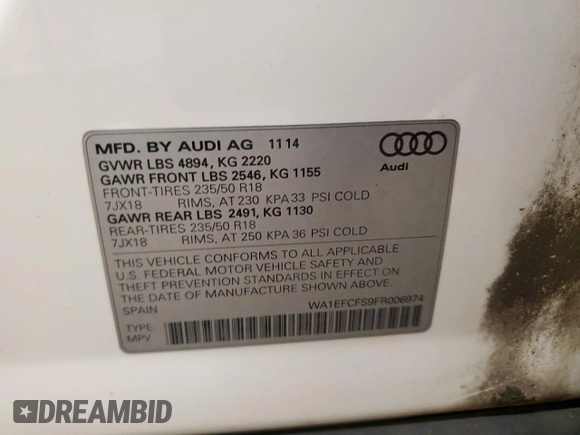 MFD. BY AUDI AG 11 14
GVWR LBS 4894, KG 2220
GAWR FRONT LBS 2546, KG 1155
FRONT-TIRES 235/50 R18
7JX18 RIMS, AT 230 KPA 33 PSI COLD
GAWR REAR LBS 2491, KG 1130
REAR-TIRES 235/50 R18
7JX18 RIMS, AT 250 KPA 36 PSI COLD
THIS VEHICLE CONFORMS TO ALL APPLICABLE
U.S. FEDERAL MOTOR VEHICLE SAFETY AND
THEFT PREVENTION STANDARDS IN EFFECT ON
THE DATE OF MANUFACTURE SHOWN ABOVE.
SPAIN WA1EFCFS9FR006974
TYPE:
MPV
Audi
DREAMBID